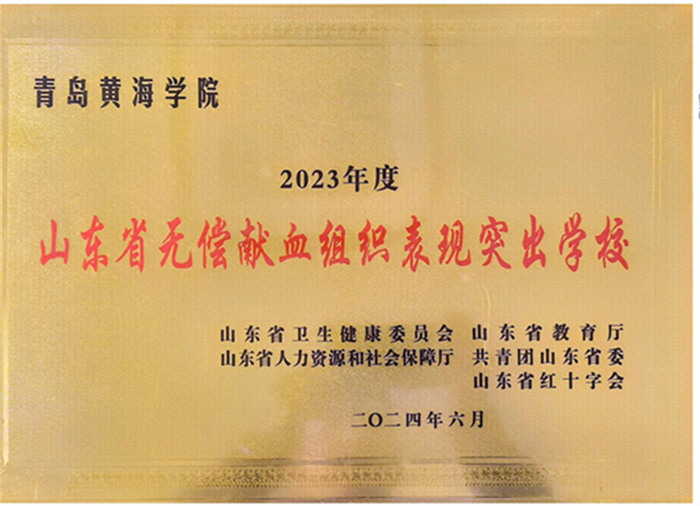 青岛黄海学院
2023年度
山东省无偿献血组织表现突出学校
山东省卫生健康委员会 山东省教育厅
山东省人力资源和社会保障厅 共青团山东省委
山东省红十字会
二〇二四年六月